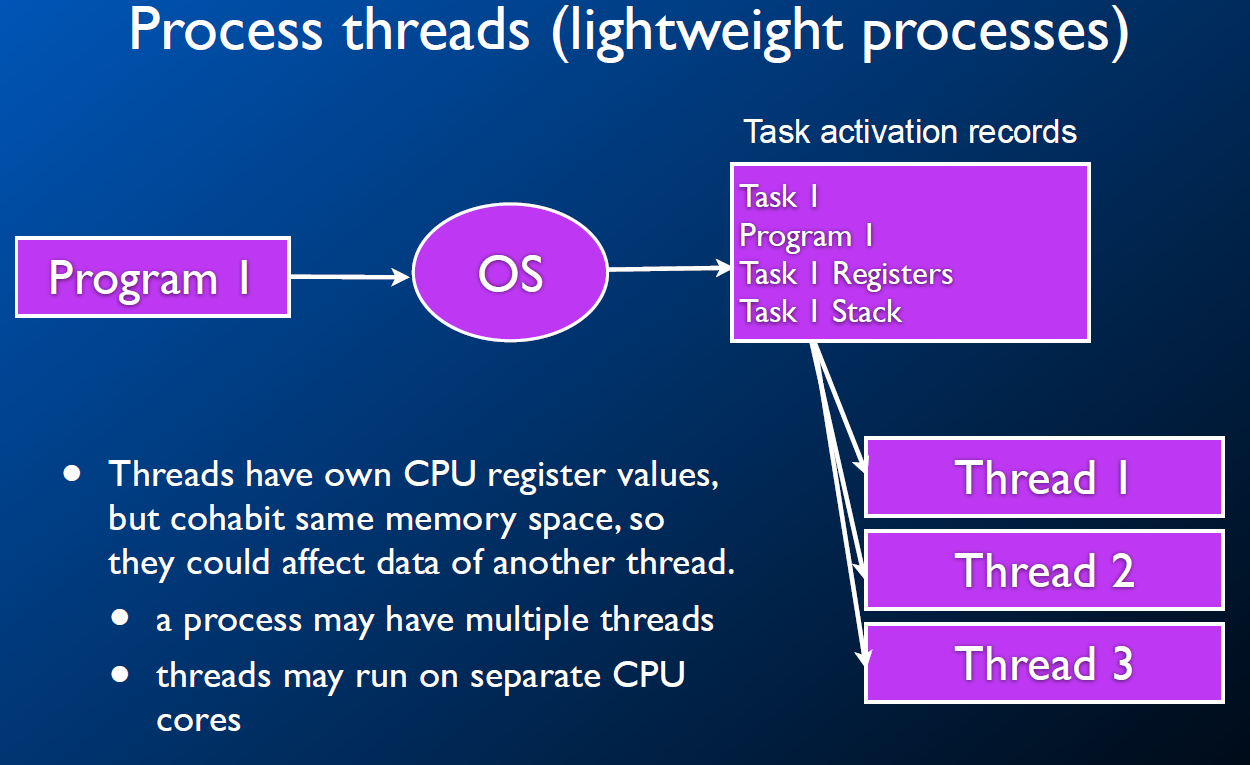 Process threads (lightweight processes)
Task activation records
Program 1
OS
Task 1
Program 1
Task 1 Registers
Task 1 Stack
• Threads have own CPU register values,
but cohabit same memory space, so
they could affect data of another thread.
• a process may have multiple threads
• threads may run on separate CPU
cores
Thread 1
Thread 2
Thread 3